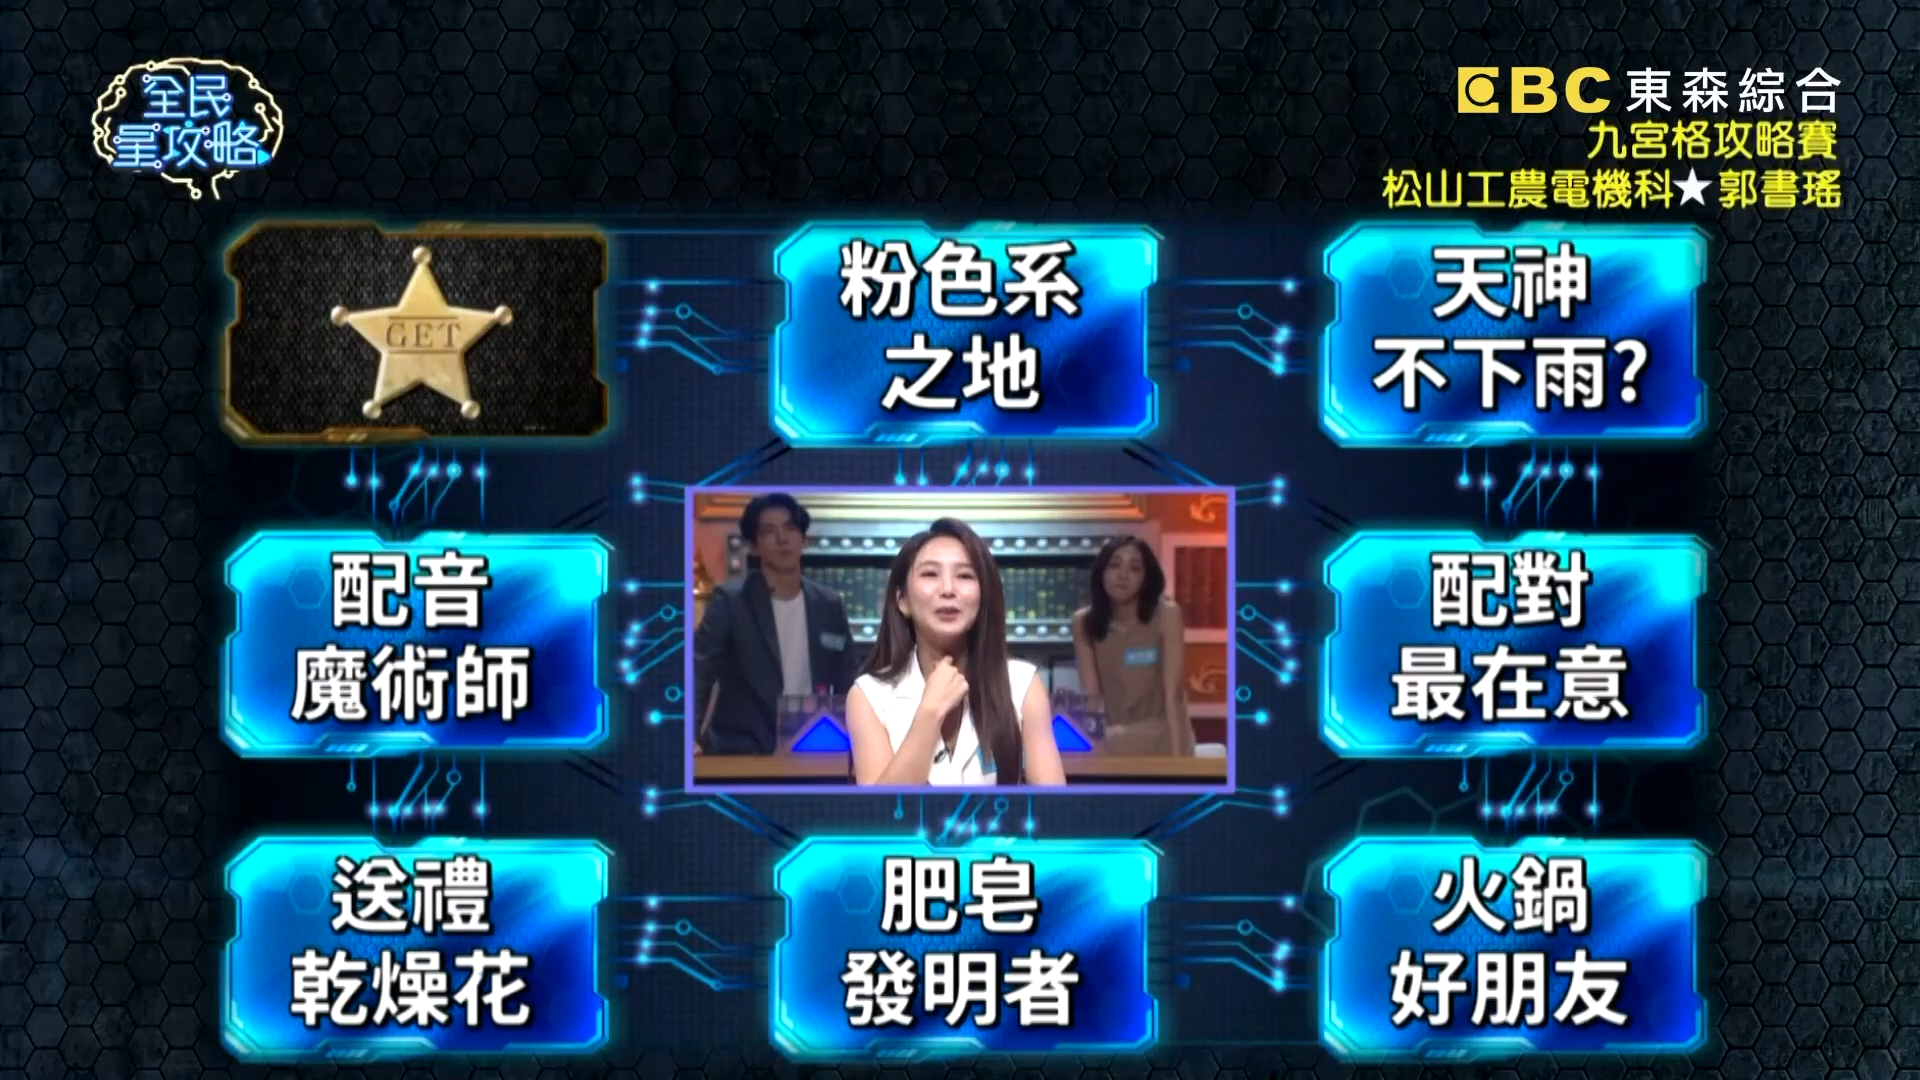 全民
星攻略
EBC 東森綜合
九宮格攻略賽
松山工農電機科★郭書瑤
GET
粉色系
之地
天神
不下雨?
配音
魔術師
配對
最在意
送禮
乾燥花
肥皂
發明者
火鍋
好朋友